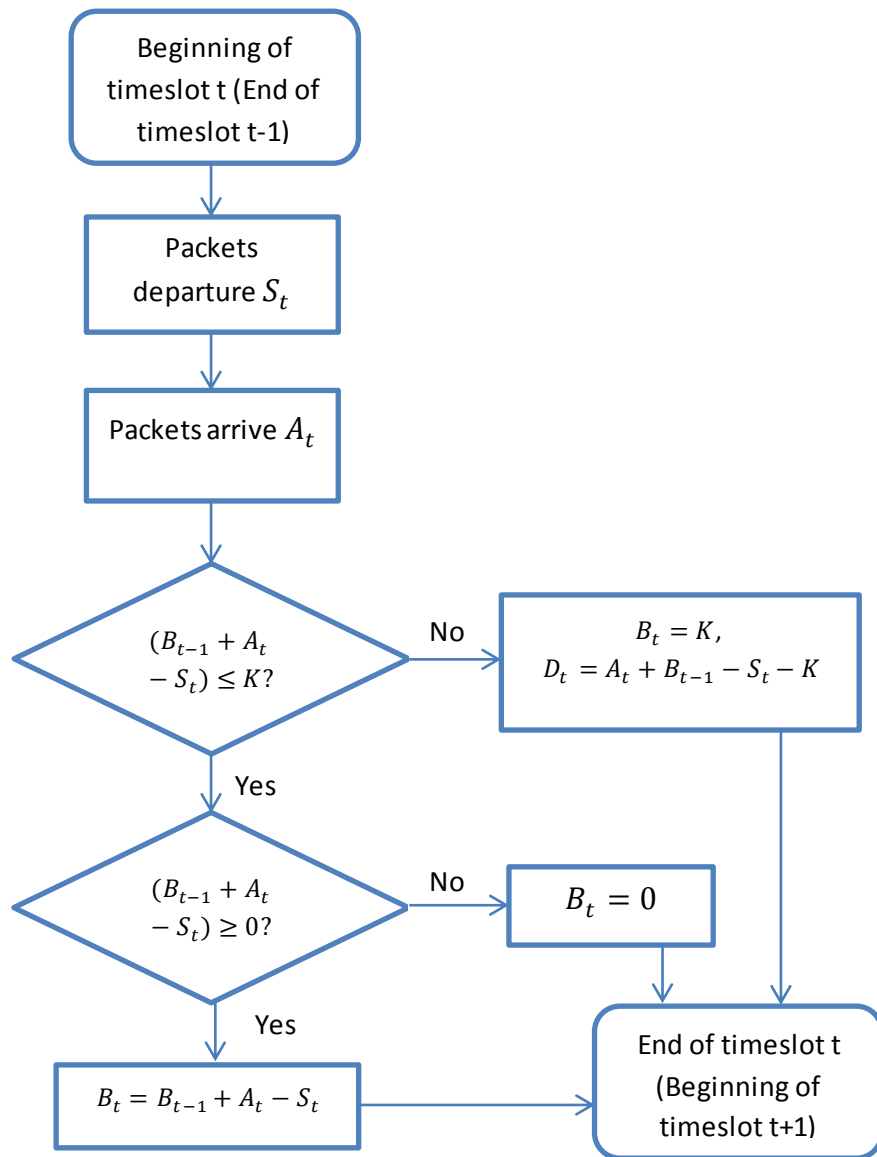 Beginning of
timeslot t (End of
timeslot t-1)
Packets
departure $S_t$
Packets arrive $A_t$
$(B_{t-1} + A_t$
$- S_t) \leq K?$
No
$B_t = K,$
$D_t = A_t + B_{t-1} - S_t - K$
Yes
$(B_{t-1} + A_t$
$- S_t) \geq 0?$
No
$B_t = 0$
Yes
$B_t = B_{t-1} + A_t - S_t$
End of timeslot t
(Beginning of
timeslot t+1)